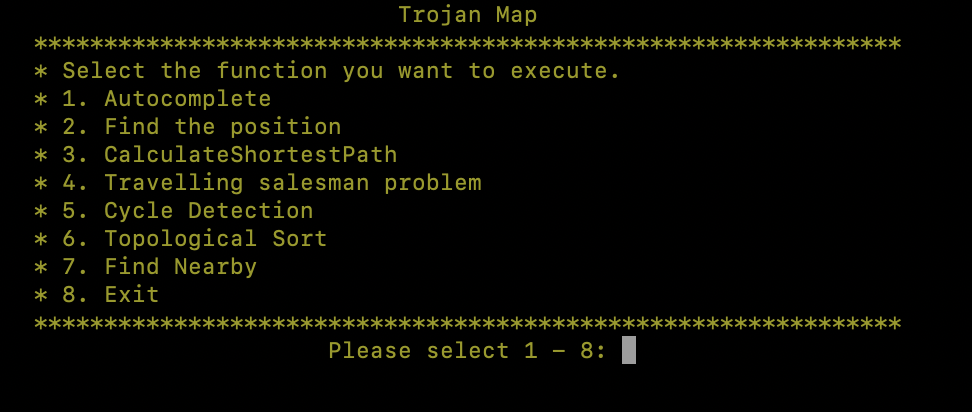 Trojan Map
**************************************************************
* Select the function you want to execute.
* 1. Autocomplete
* 2. Find the position
* 3. CalculateShortestPath
* 4. Travelling salesman problem
* 5. Cycle Detection
* 6. Topological Sort
* 7. Find Nearby
* 8. Exit
**************************************************************
Please select 1 – 8: